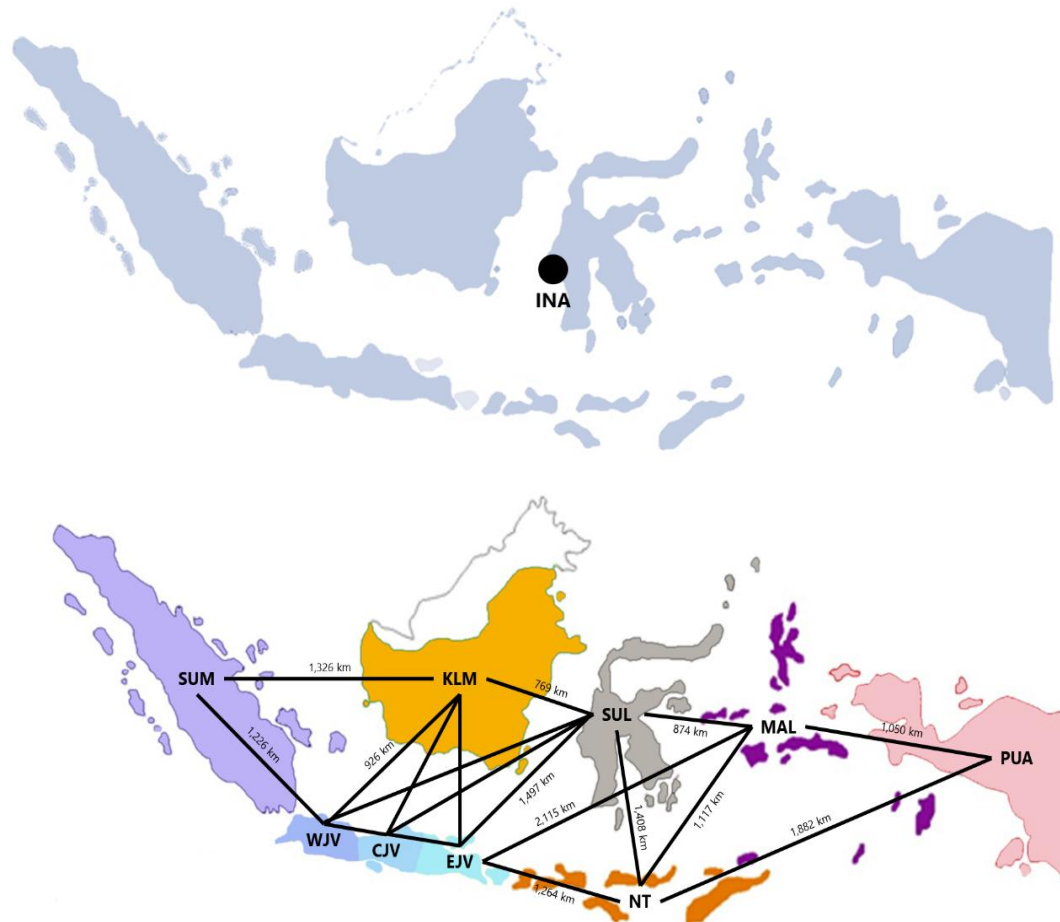 INA
1,326 km
SUM
KLM
769 km
SUL
874 km
MAL
1,050 km
PUA
1,226 km
926 km
1,497 km
2,115 km
1,408 km
1,117 km
1,882 km
WJV
CJV
EJV
1,264 km
NT